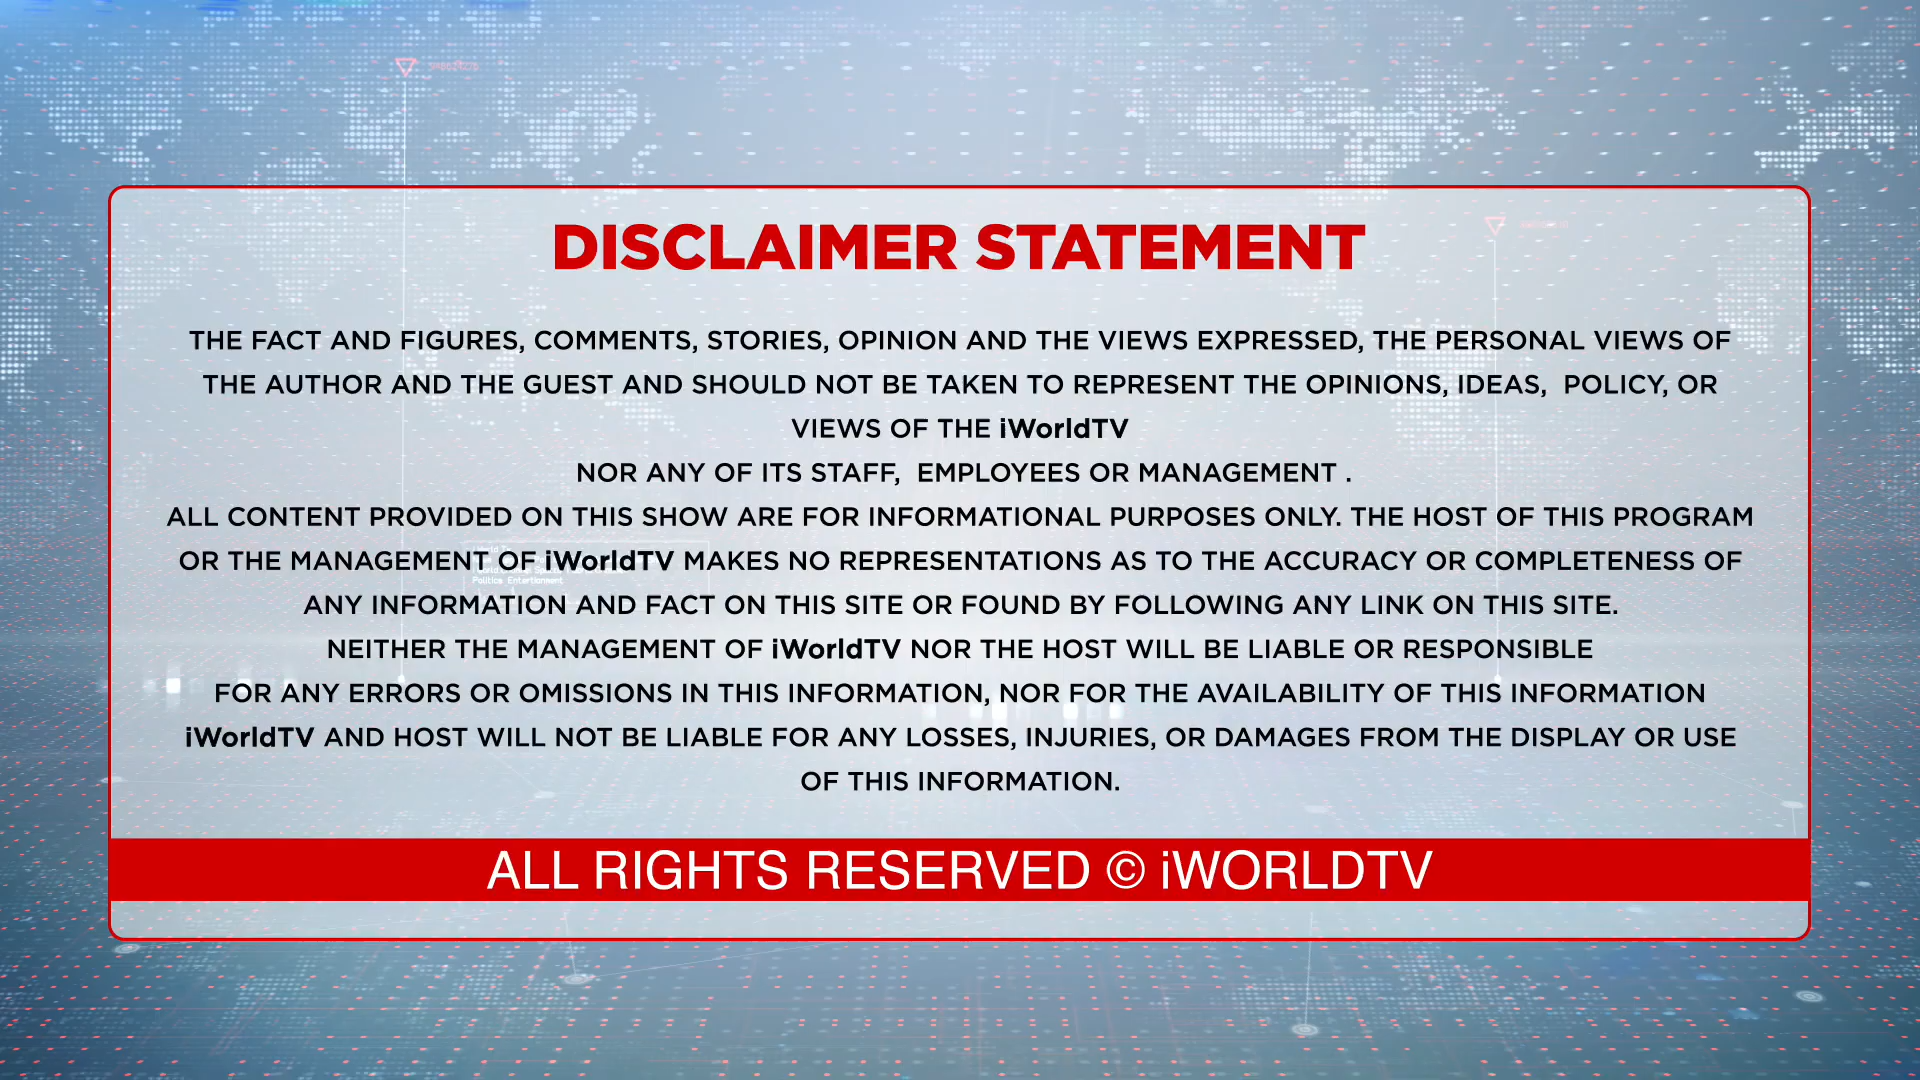 DISCLAIMER STATEMENT
THE FACT AND FIGURES, COMMENTS, STORIES, OPINION AND THE VIEWS EXPRESSED, THE PERSONAL VIEWS OF
THE AUTHOR AND THE GUEST AND SHOULD NOT BE TAKEN TO REPRESENT THE OPINIONS, IDEAS,  POLICY, OR
VIEWS OF THE iWorldTV
NOR ANY OF ITS STAFF,  EMPLOYEES OR MANAGEMENT .
ALL CONTENT PROVIDED ON THIS SHOW ARE FOR INFORMATIONAL PURPOSES ONLY. THE HOST OF THIS PROGRAM
OR THE MANAGEMENT OF iWorldTV MAKES NO REPRESENTATIONS AS TO THE ACCURACY OR COMPLETENESS OF
Politics Entertionment
ANY INFORMATION AND FACT ON THIS SITE OR FOUND BY FOLLOWING ANY LINK ON THIS SITE.
NEITHER THE MANAGEMENT OF iWorldTV NOR THE HOST WILL BE LIABLE OR RESPONSIBLE
FOR ANY ERRORS OR OMISSIONS IN THIS INFORMATION, NOR FOR THE AVAILABILITY OF THIS INFORMATION
iWorldTV AND HOST WILL NOT BE LIABLE FOR ANY LOSSES, INJURIES, OR DAMAGES FROM THE DISPLAY OR USE
OF THIS INFORMATION.
ALL RIGHTS RESERVED © iWORLDTV